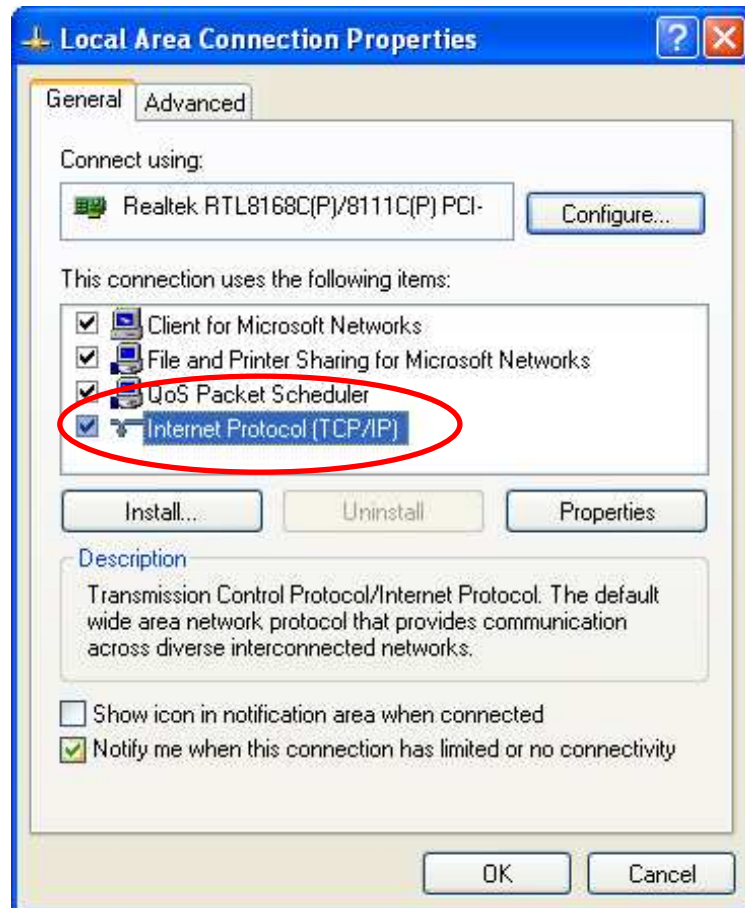 Local Area Connection Properties
General Advanced
Connect using:
Realtek RTL8168C(P)/8111C(P) PCI-
Configure...
This connection uses the following items:
Client for Microsoft Networks
File and Printer Sharing for Microsoft Networks
QoS Packet Scheduler
Internet Protocol (TCP/IP)
Install... Uninstall Properties
Description
Transmission Control Protocol/Internet Protocol. The default
wide area network protocol that provides communication
across diverse interconnected networks.
Show icon in notification area when connected
Notify me when this connection has limited or no connectivity
OK Cancel